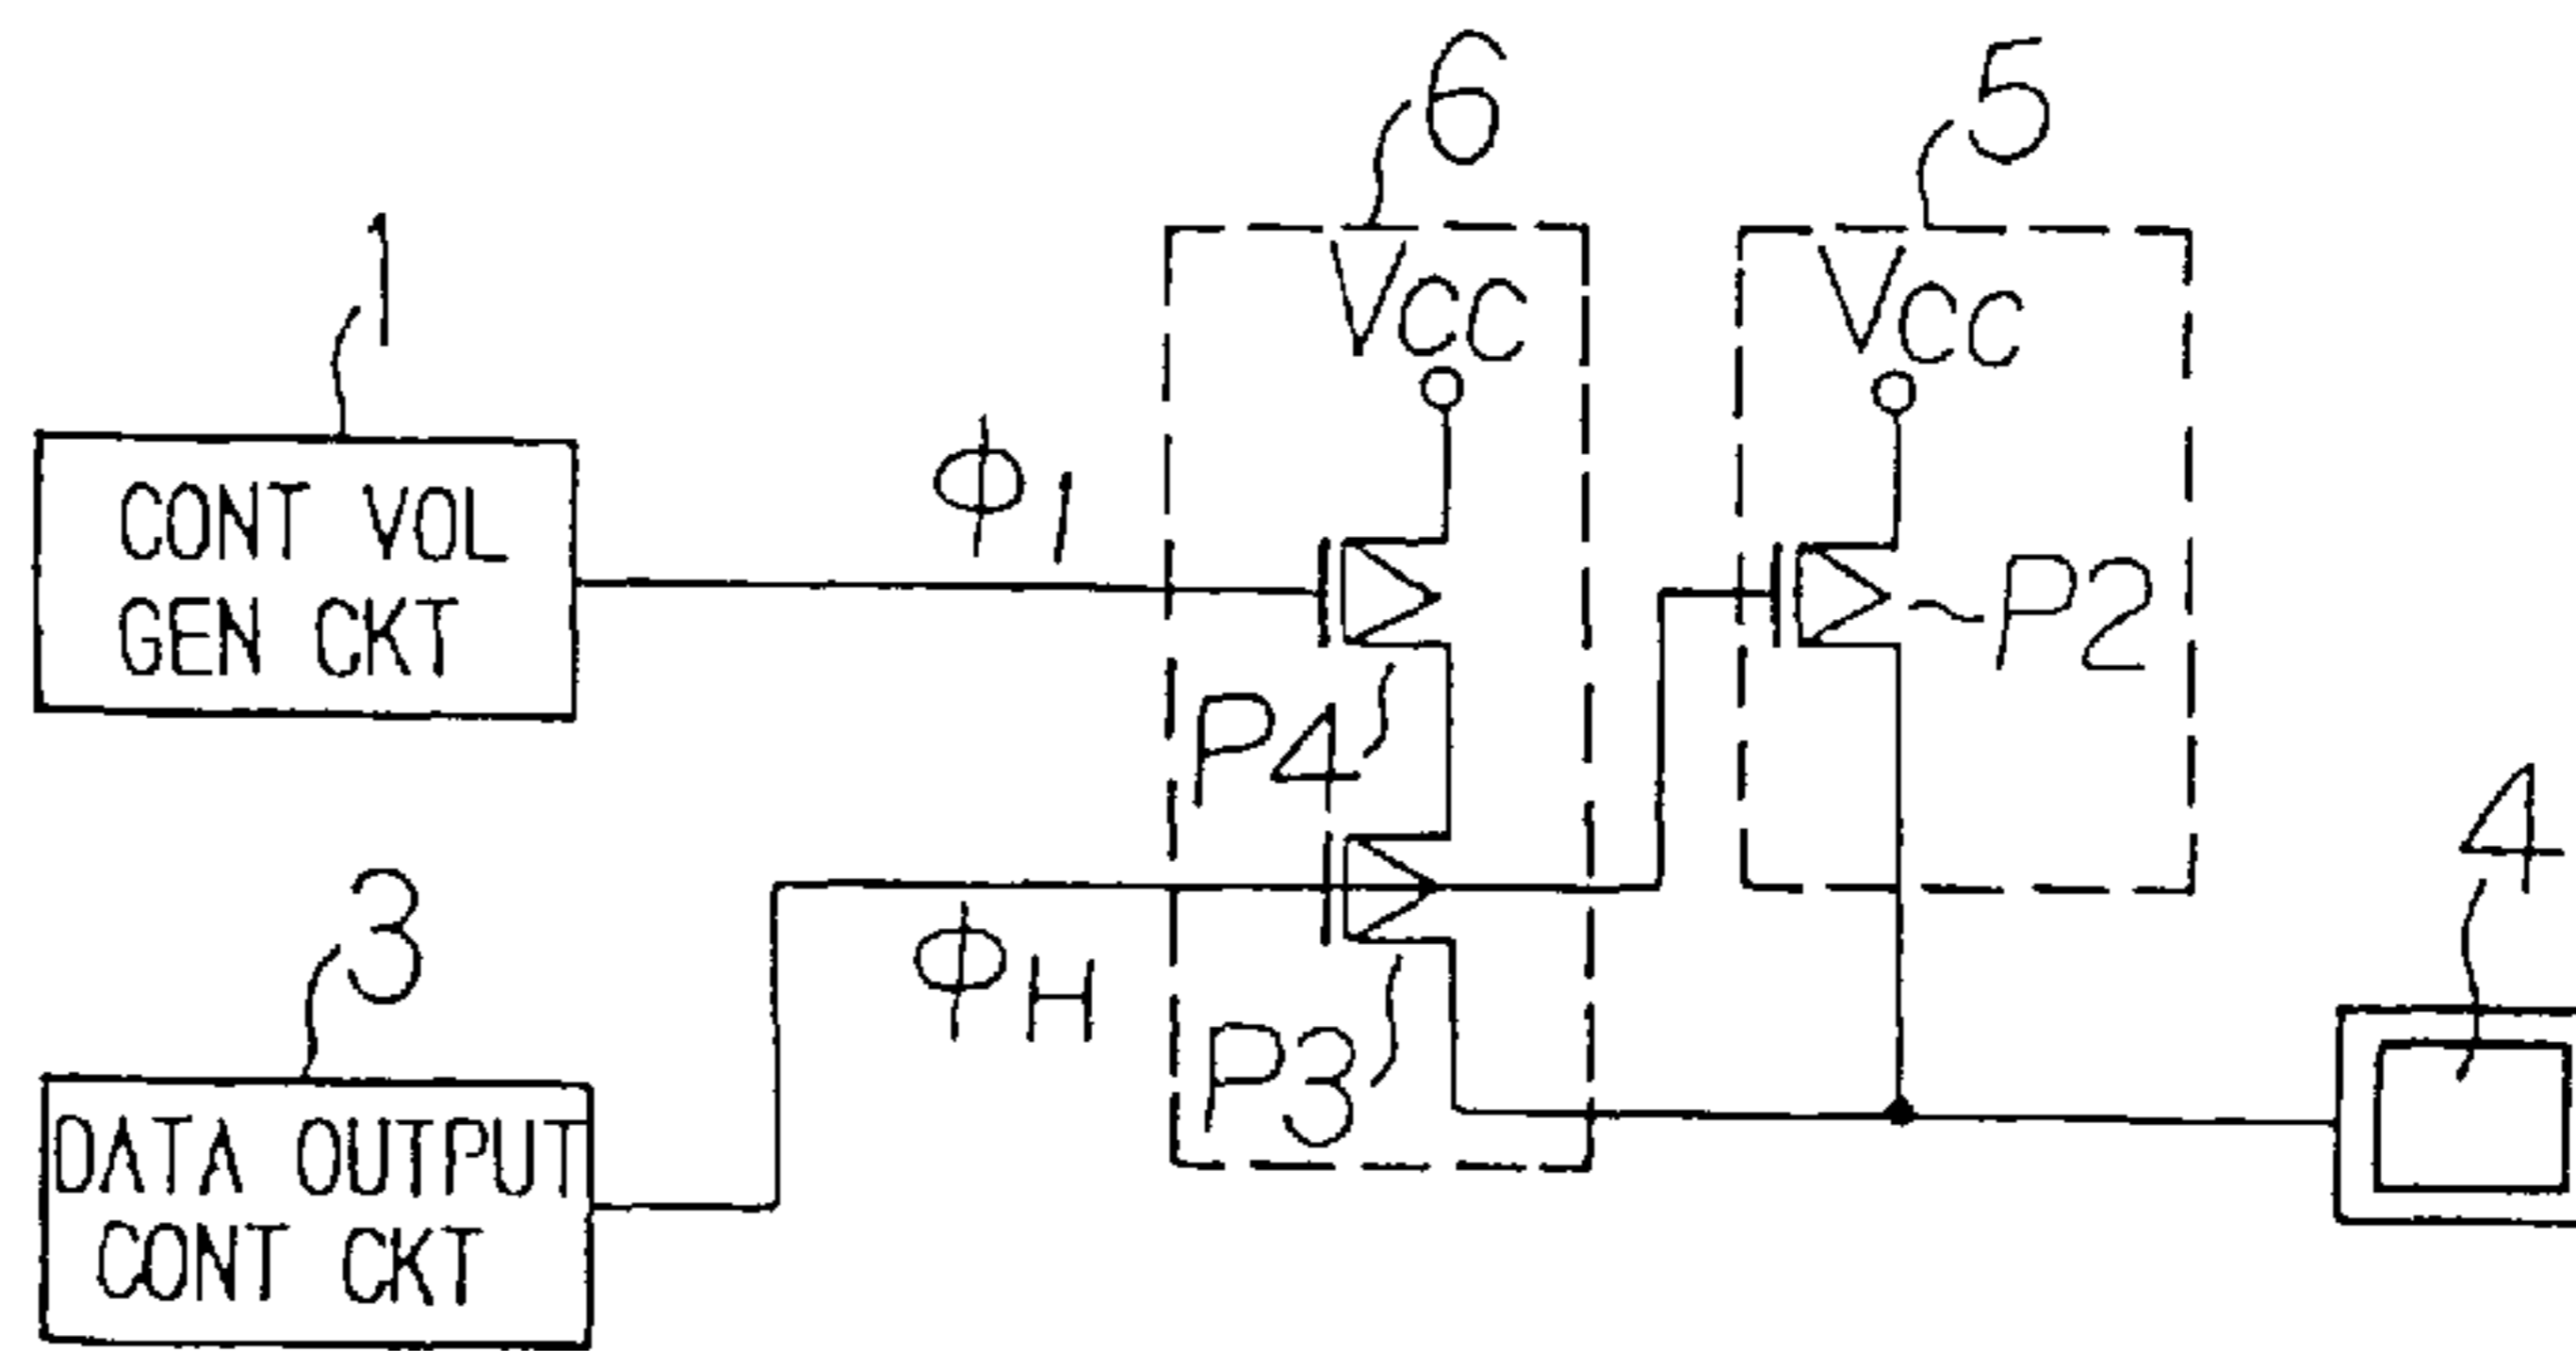 6
5
1
VCC
VCC
Φ1
CONT VOL
GEN CKT
P2
P4
4
3
ΦH
P3
DATA OUTPUT
CONT CKT